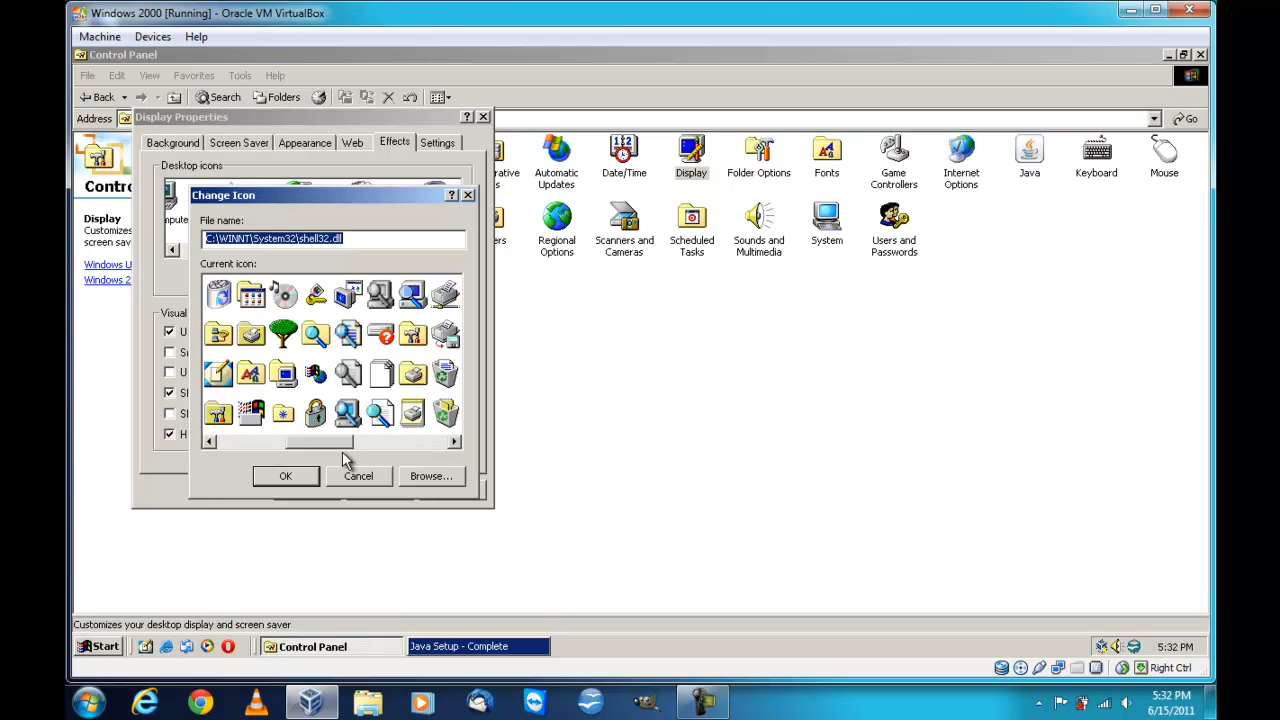 Windows 2000 [Running] - Oracle VM VirtualBox
Machine Devices Help
Control Panel
File Edit View Favorites Tools Help
Back Search Folders
Address Go
Display Properties
Background Screen Saver Appearance Web Effects Settings
Desktop icons
Change Icon
File name:
C:\WINNT\System32\shell32.dll
Current icon:
OK Cancel Browse...
Visual
Contro
Display
Customizes
screen sav
Windows U
Windows 2
Automatic Updates
Date/Time
Display
Folder Options
Fonts
Game Controllers
Internet Options
Java
Keyboard
Mouse
Regional Options
Scanners and Cameras
Scheduled Tasks
Sounds and Multimedia
System
Users and Passwords
Customizes your desktop display and screen saver
Start Control Panel Java Setup - Complete 5:32 PM
Right Ctrl
5:32 PM
6/15/2011